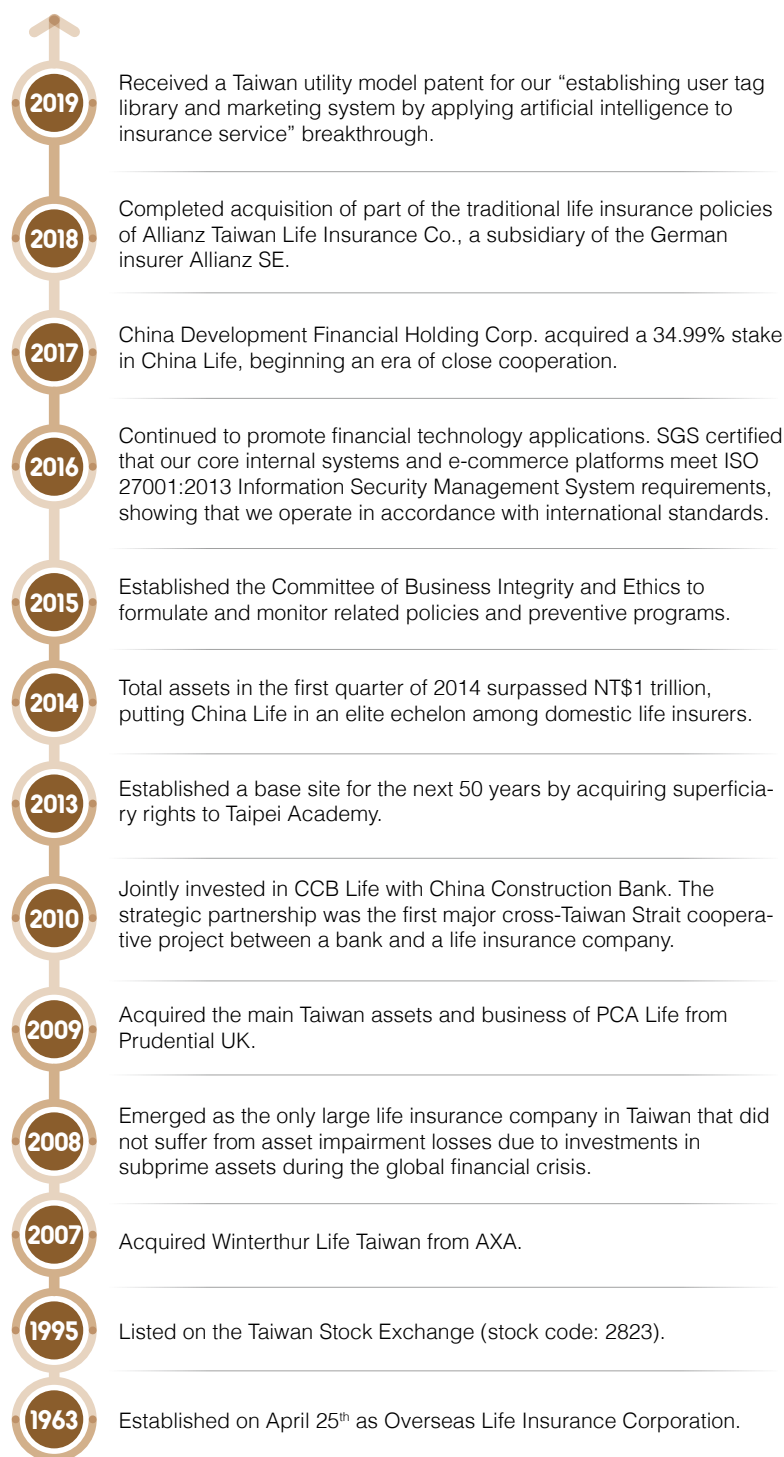 2019
Received a Taiwan utility model patent for our “establishing user tag
library and marketing system by applying artificial intelligence to
insurance service” breakthrough.
2018
Completed acquisition of part of the traditional life insurance policies
of Allianz Taiwan Life Insurance Co., a subsidiary of the German
insurer Allianz SE.
2017
China Development Financial Holding Corp. acquired a 34.99% stake
in China Life, beginning an era of close cooperation.
2016
Continued to promote financial technology applications. SGS certified
that our core internal systems and e-commerce platforms meet ISO
27001:2013 Information Security Management System requirements,
showing that we operate in accordance with international standards.
2015
Established the Committee of Business Integrity and Ethics to
formulate and monitor related policies and preventive programs.
2014
Total assets in the first quarter of 2014 surpassed NT$1 trillion,
putting China Life in an elite echelon among domestic life insurers.
2013
Established a base site for the next 50 years by acquiring superficia-
ry rights to Taipei Academy.
2010
Jointly invested in CCB Life with China Construction Bank. The
strategic partnership was the first major cross-Taiwan Strait coopera-
tive project between a bank and a life insurance company.
2009
Acquired the main Taiwan assets and business of PCA Life from
Prudential UK.
2008
Emerged as the only large life insurance company in Taiwan that did
not suffer from asset impairment losses due to investments in
subprime assets during the global financial crisis.
2007
Acquired Winterthur Life Taiwan from AXA.
1995
Listed on the Taiwan Stock Exchange (stock code: 2823).
1963
Established on April 25th as Overseas Life Insurance Corporation.